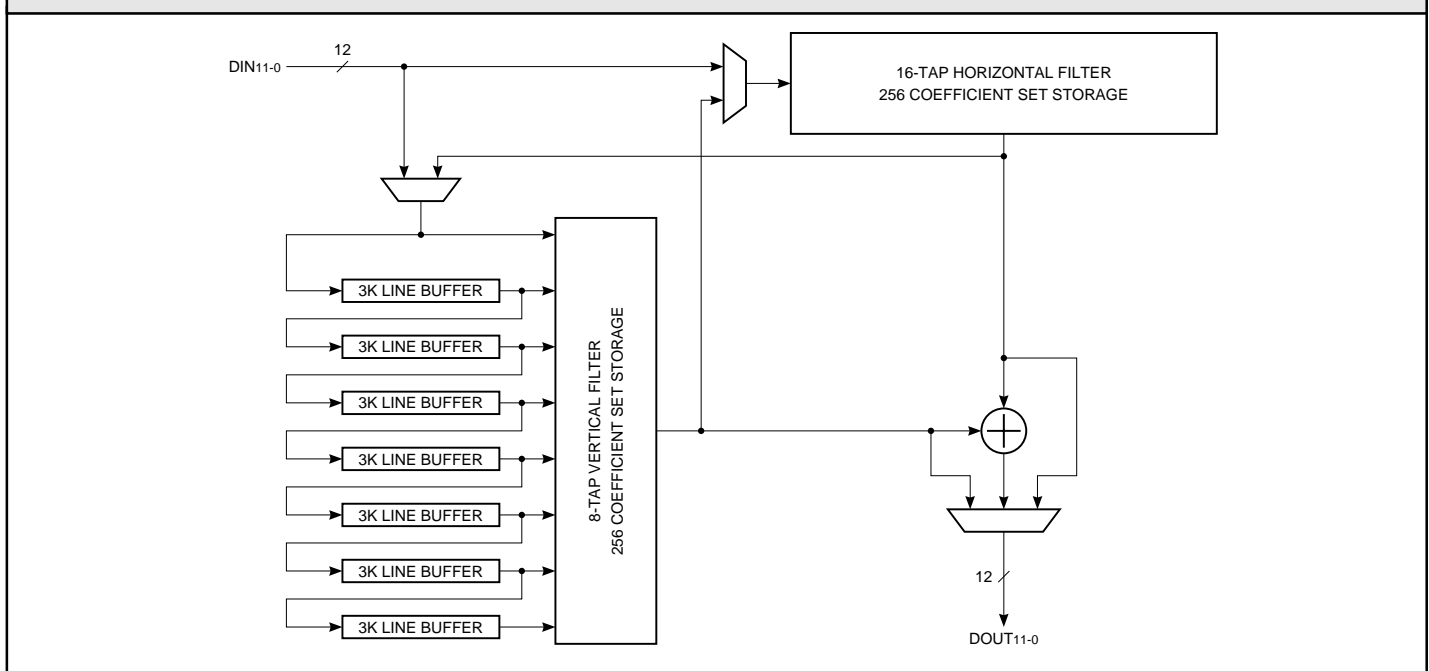 12
DIN11-0
16-TAP HORIZONTAL FILTER
256 COEFFICIENT SET STORAGE
3K LINE BUFFER
3K LINE BUFFER
3K LINE BUFFER
3K LINE BUFFER
3K LINE BUFFER
3K LINE BUFFER
3K LINE BUFFER
8-TAP VERTICAL FILTER
256 COEFFICIENT SET STORAGE
12
DOUT11-0